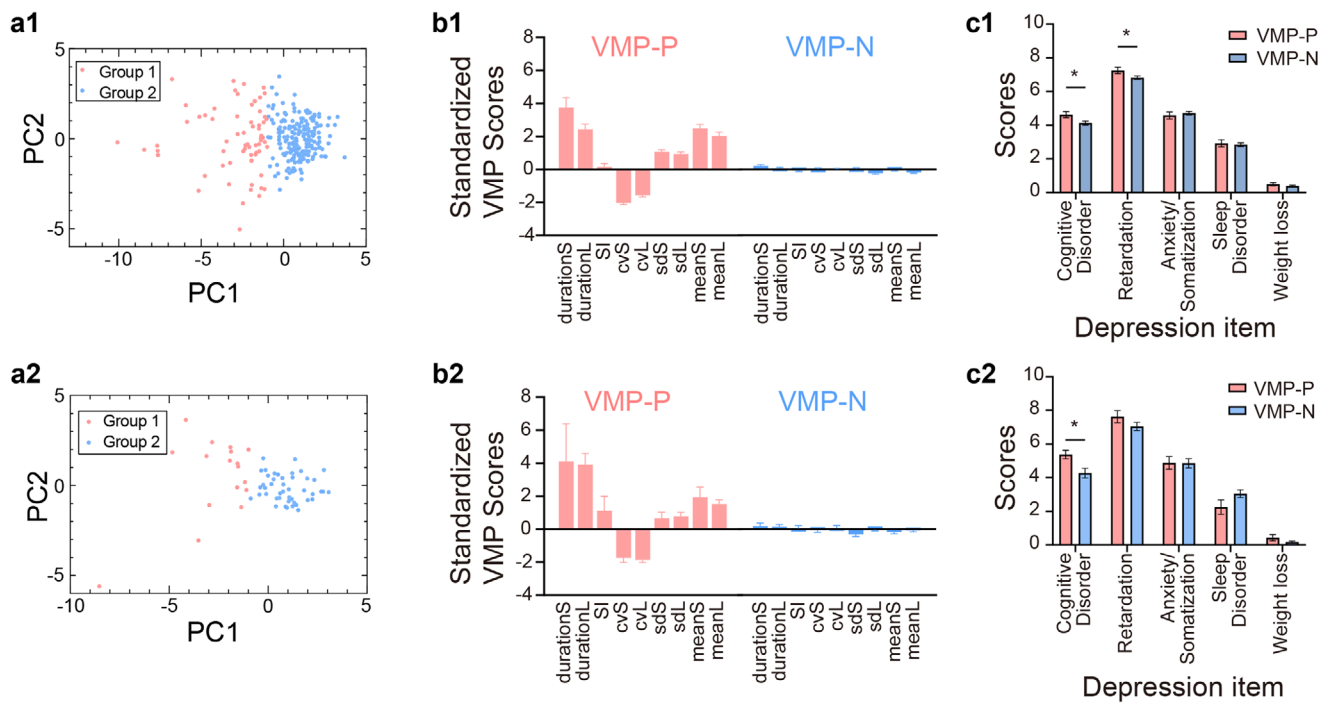 a1
5
0
-5
PC2
Group 1
Group 2
-10
-5
0
5
PC1
b1
8
6
4
2
0
-2
-4
Standardized
VMP Scores
VMP-P
VMP-N
durationS
durationL
SI
cvS
cvL
sdS
sdL
meanS
meanL
durationS
durationL
SI
cvS
cvL
sdS
sdL
meanS
meanL
c1
10
8
6
4
2
0
Scores
*
*
VMP-P
VMP-N
Cognitive
Disorder
Retardation
Anxiety/
Somatization
Sleep
Disorder
Weight loss
Depression item
a2
5
0
-5
PC2
Group 1
Group 2
-10
-5
0
5
PC1
b2
8
6
4
2
0
-2
-4
Standardized
VMP Scores
VMP-P
VMP-N
durationS
durationL
SI
cvS
cvL
sdS
sdL
meanS
meanL
durationS
durationL
SI
cvS
cvL
sdS
sdL
meanS
meanL
c2
10
8
6
4
2
0
Scores
*
VMP-P
VMP-N
Cognitive
Disorder
Retardation
Anxiety/
Somatization
Sleep
Disorder
Weight loss
Depression item